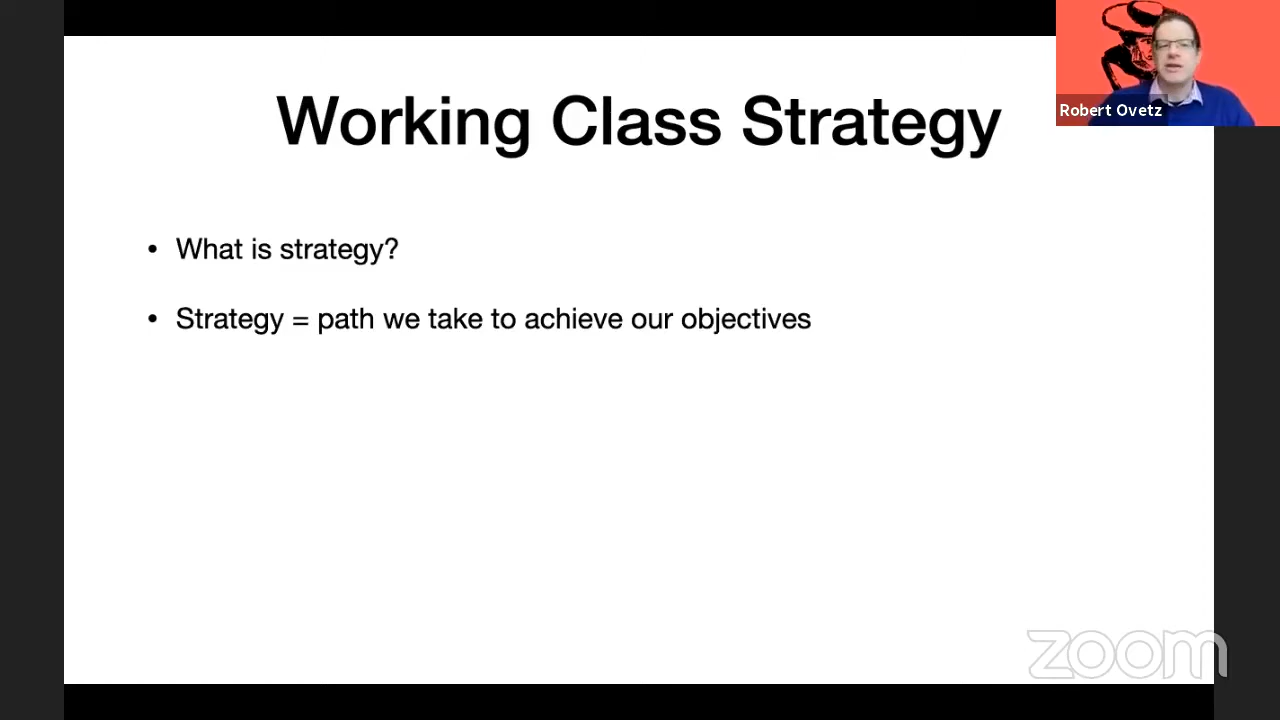 Working Class Strategy
Robert Ovetz
• What is strategy?
• Strategy = path we take to achieve our objectives
zoom